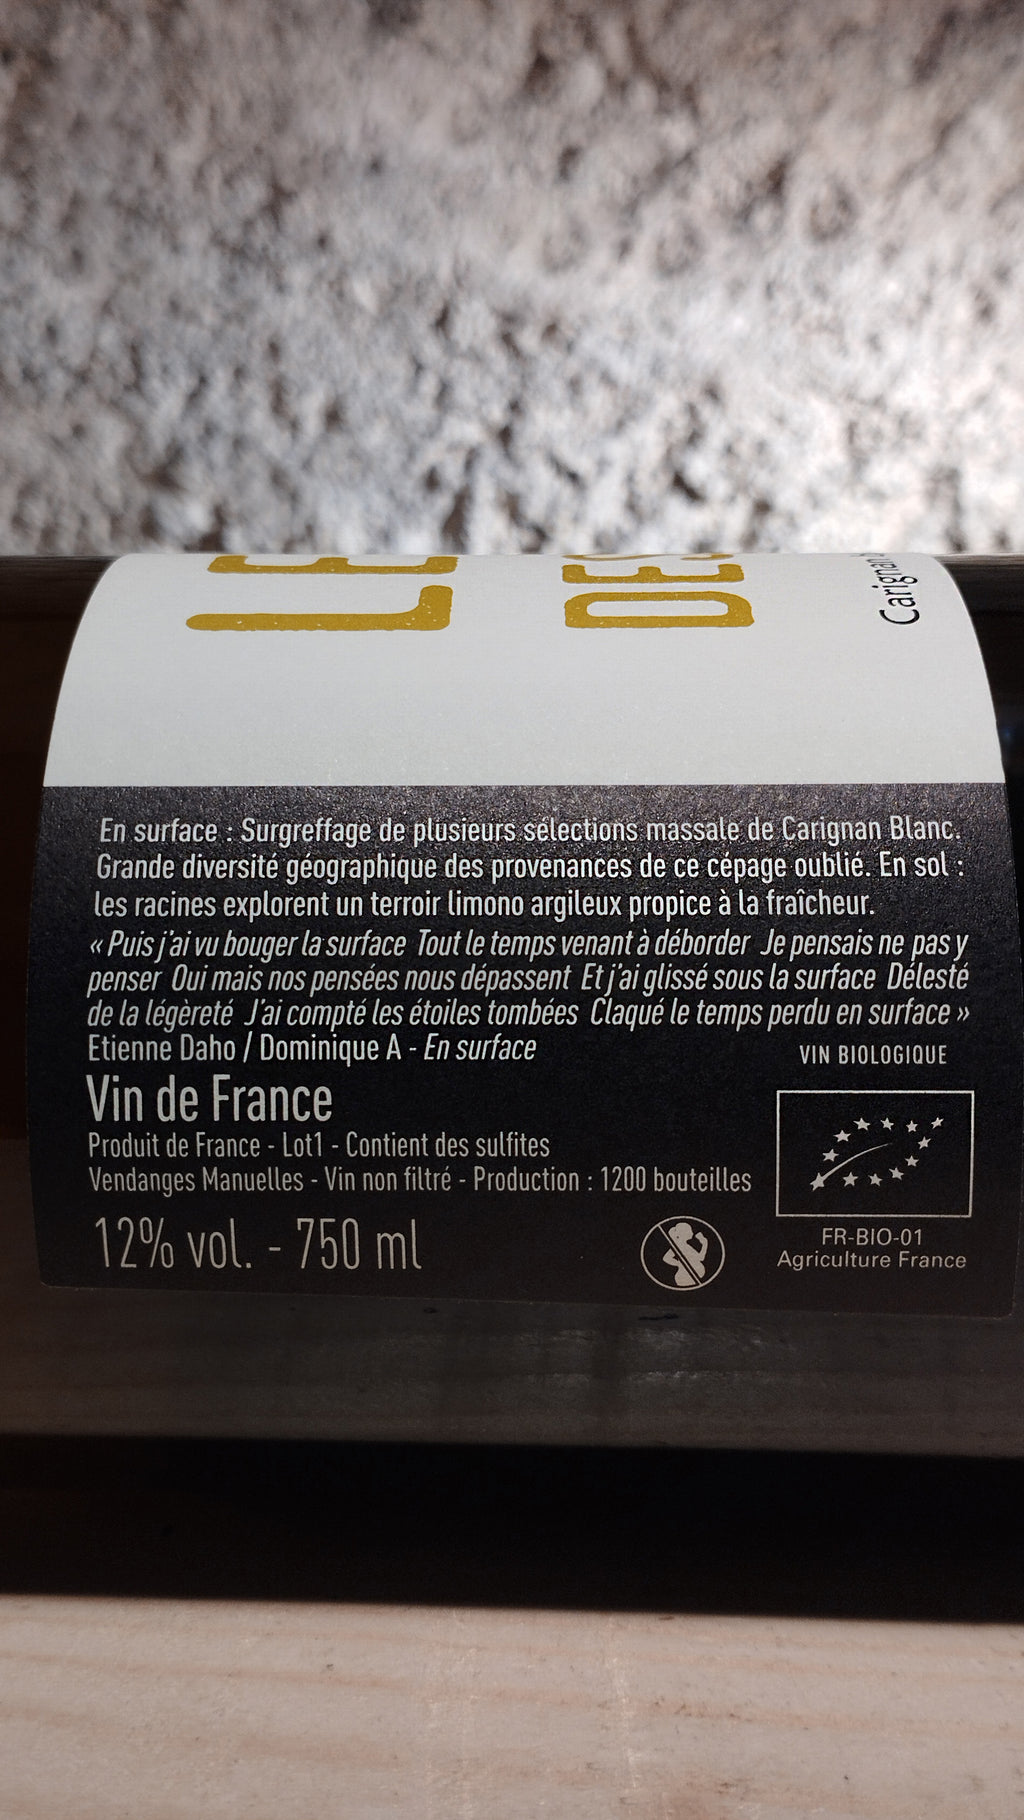 LE
DES
Carignan
En surface : Surgreffage de plusieurs sélections massale de Carignan Blanc.
Grande diversité géographique des provenances de ce cépage oublié. En sol :
les racines explorent un terroir limono argileux propice à la fraîcheur.
« Puis j'ai vu bouger la surface Tout le temps venant à déborder Je pensais ne pas y
penser Oui mais nos pensées nous dépassent Et j'ai glissé sous la surface Délesté
de la légèreté J'ai compté les étoiles tombées Claqué le temps perdu en surface »
Etienne Daho / Dominique A - En surface
VIN BIOLOGIQUE
Vin de France
Produit de France - Lot1 - Contient des sulfites
Vendanges Manuelles - Vin non filtré - Production : 1200 bouteilles
12% vol. - 750 ml
FR-BIO-01
Agriculture France